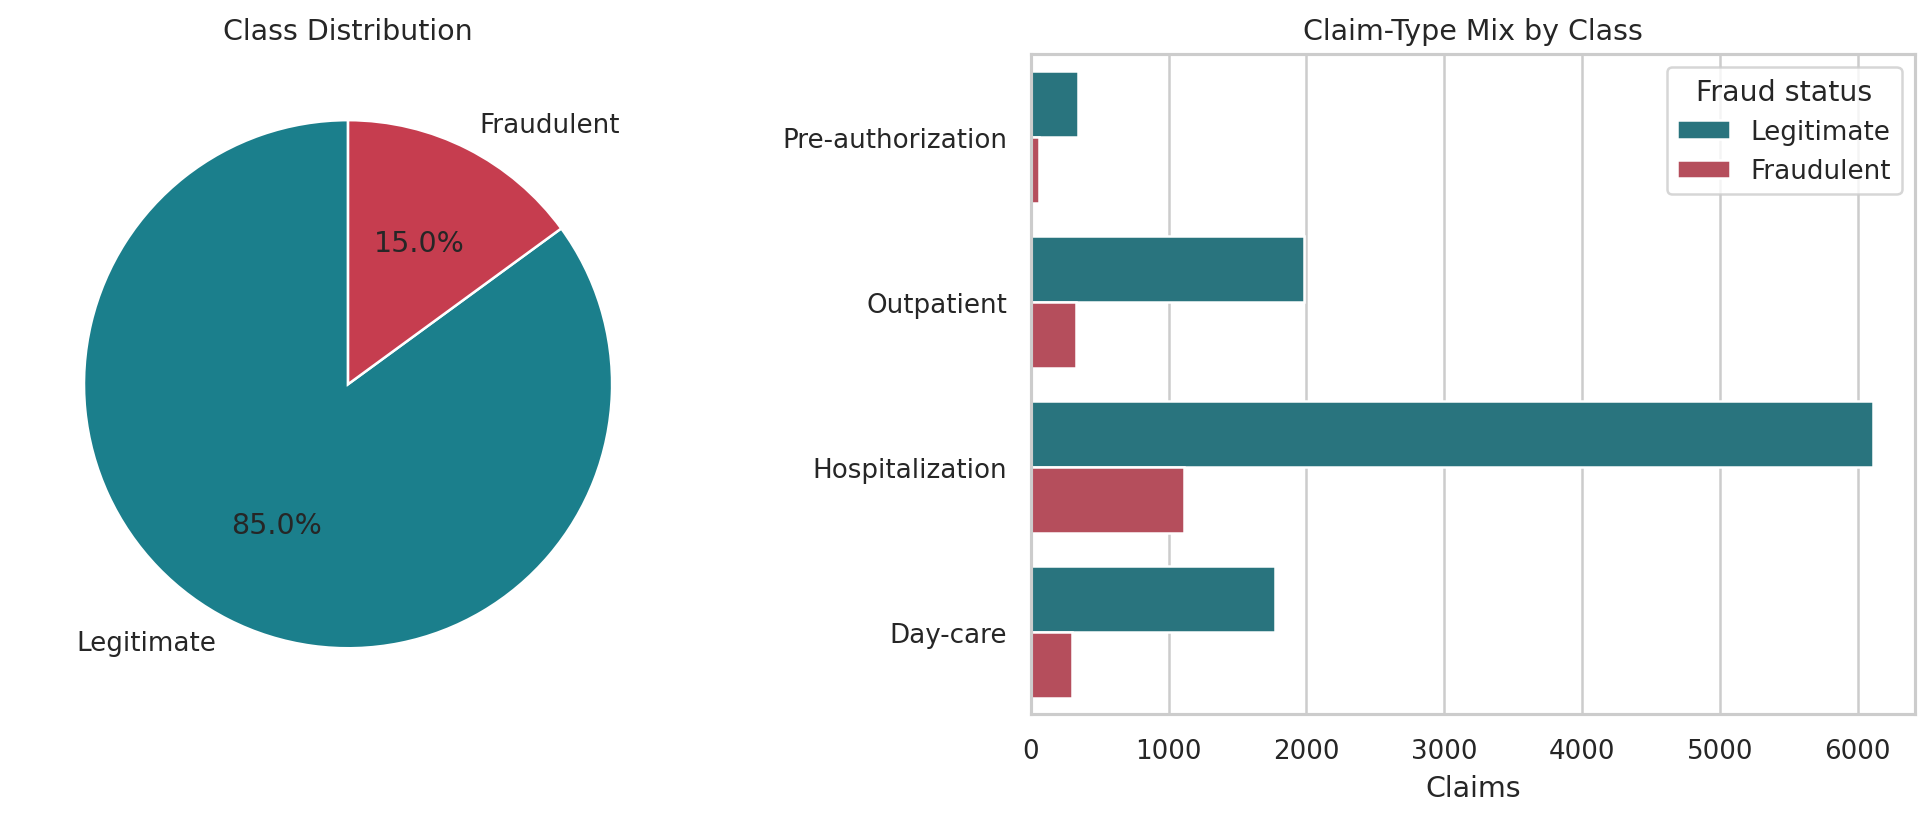 Class Distribution
Fraudulent
15.0%
85.0%
Legitimate
Claim-Type Mix by Class
Fraud status
Legitimate
Fraudulent
Pre-authorization
Outpatient
Hospitalization
Day-care
0 1000 2000 3000 4000 5000 6000
Claims